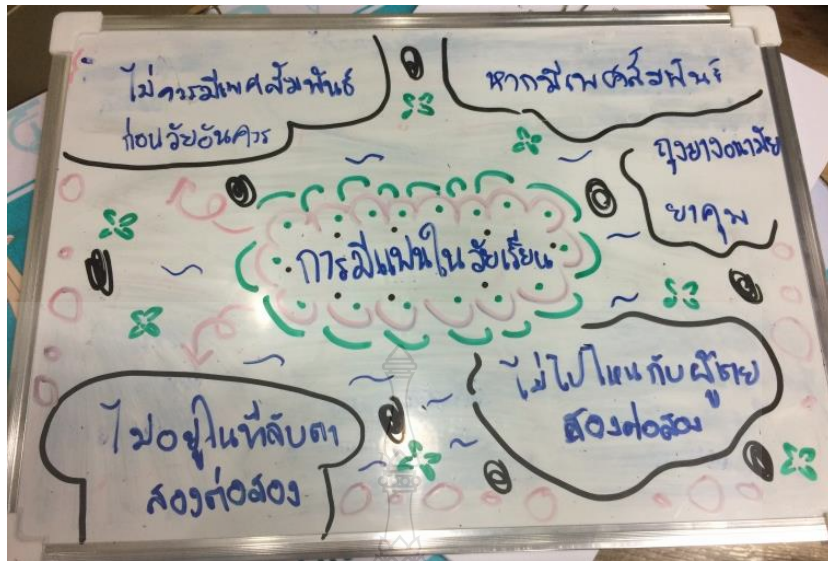 ไม่ควรมีเพศสัมพันธ์
ก่อนวัยอันควร
หากมีเพศสัมพันธ์
ถุงยางอนามัย
ยาคุม
การมีแฟนในวัยเรียน
ไม่อยู่ในที่ลับตา
สองต่อสอง
ไม่ไปไหนกับผู้ชาย
สองต่อสอง